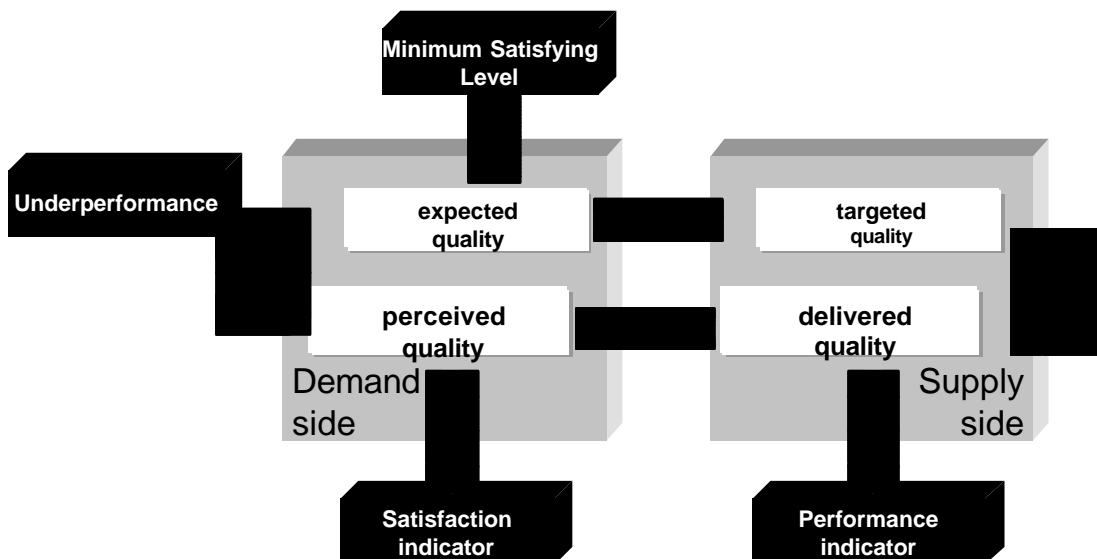 Minimum Satisfying
Level
Underperformance
expected
quality
targeted
quality
perceived
quality
delivered
quality
Demand
side
Supply
side
Satisfaction
indicator
Performance
indicator